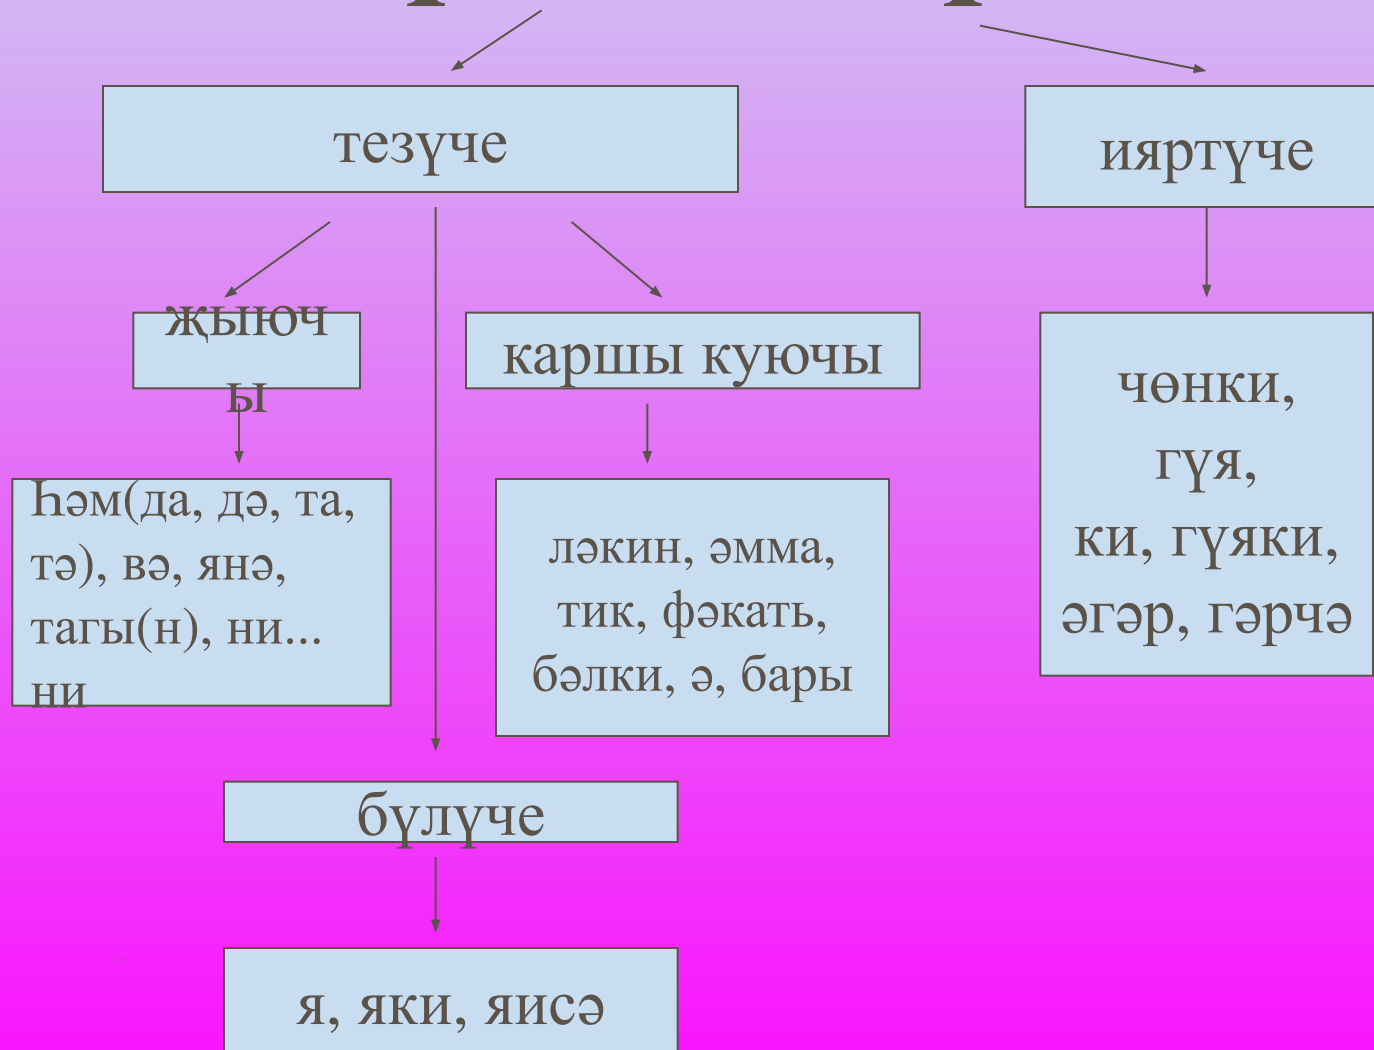 тезүче
ияртүче
җыюч
ы
каршы куючы
Һәм(да, дә, та,
тә), вә, янә,
тагы(н), ни...
ни
ләкин, әмма,
тик, фәкать,
бәлки, ә, бары
чөнки,
гүя,
ки, гүяки,
әгәр, гәрчә
бүлүче
я, яки, яисә